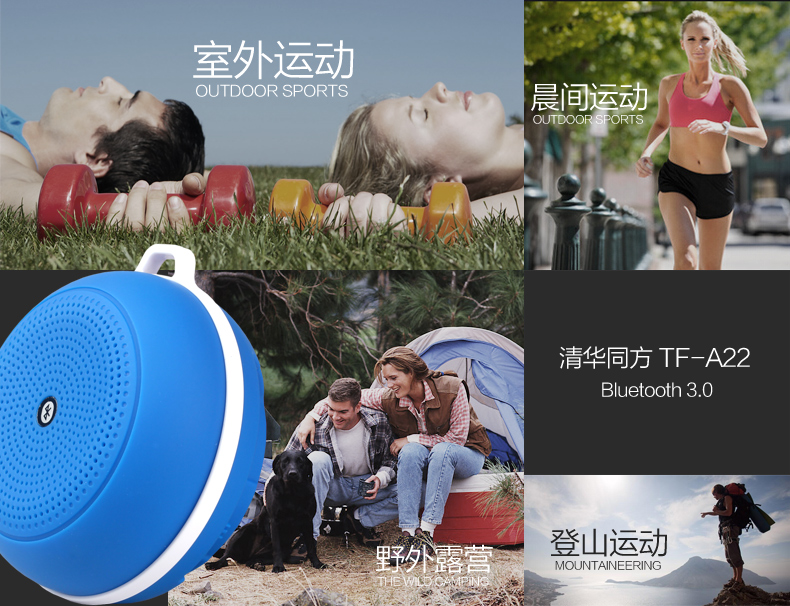 室外运动
OUTDOOR SPORTS
晨间运动
OUTDOOR SPORTS
清华同方 TF-A22
Bluetooth 3.0
野外露营
THE WILD CAMPING
登山运动
MOUNTAINEERING